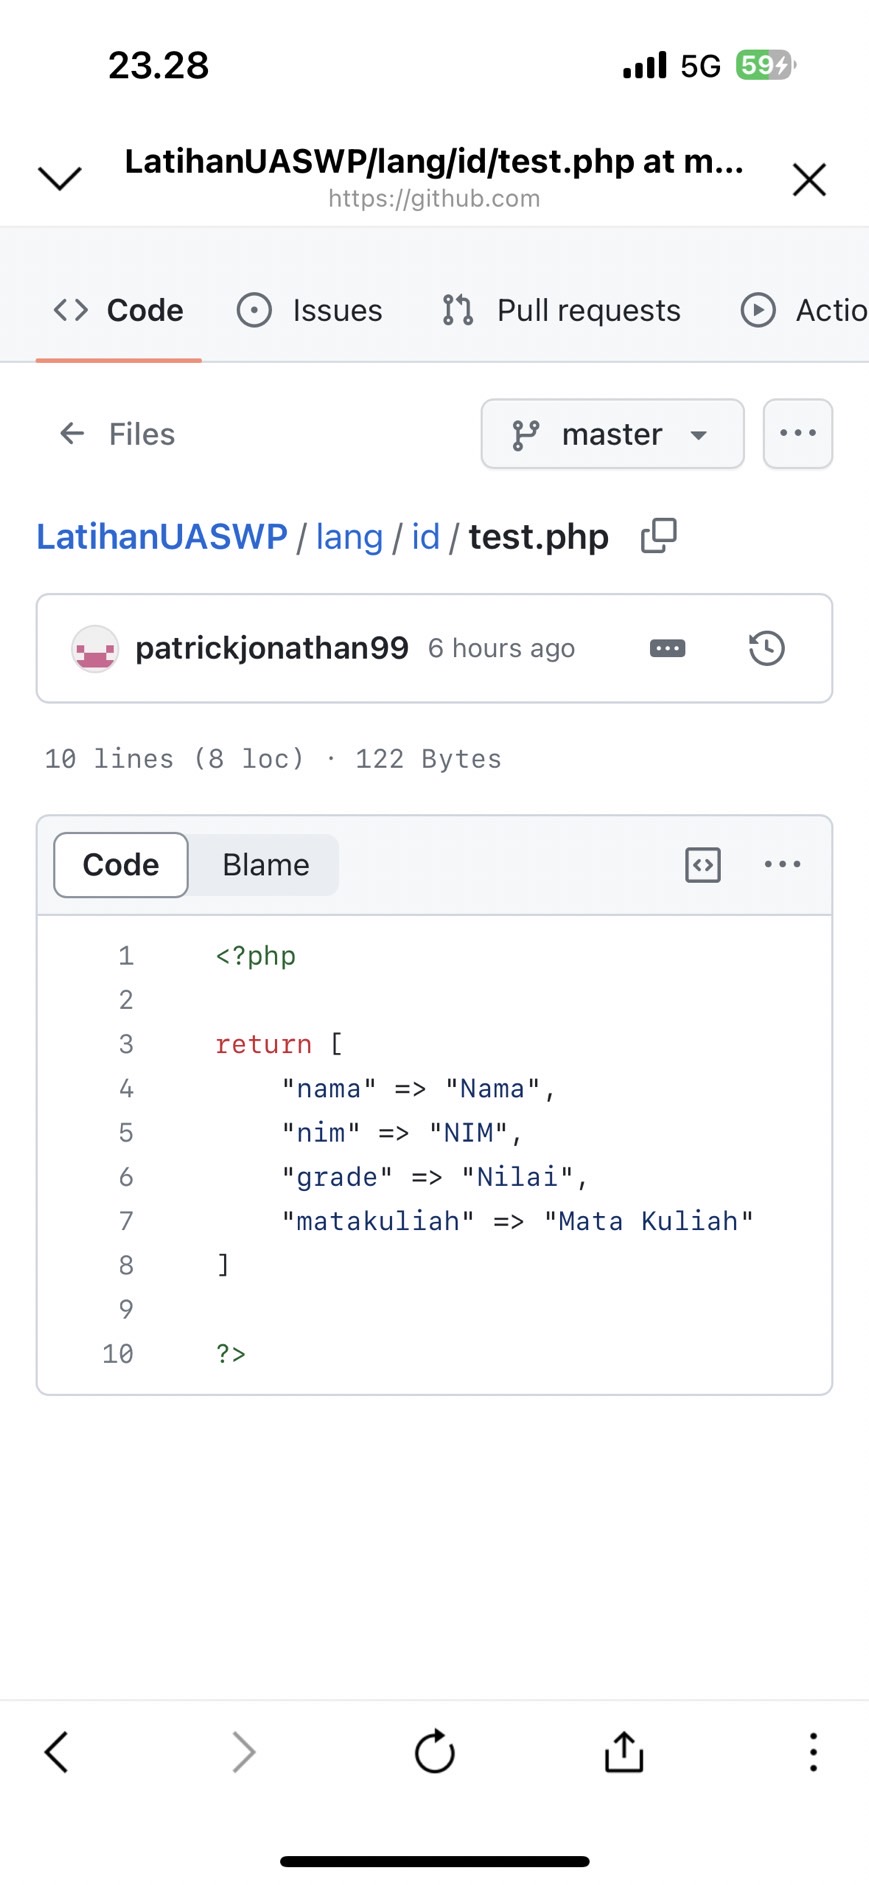 23.28
5G 59
LatihanUASWP/lang/id/test.php at m...
https://github.com
Code Issues Pull requests Actio
Files master
LatihanUASWP / lang / id / test.php
patrickjonathan99 6 hours ago
10 lines (8 loc) · 122 Bytes
Code Blame
1 <?php
2
3 return [
4     "nama" => "Nama",
5     "nim" => "NIM",
6     "grade" => "Nilai",
7     "matakuliah" => "Mata Kuliah"
8 ]
9
10 ?>